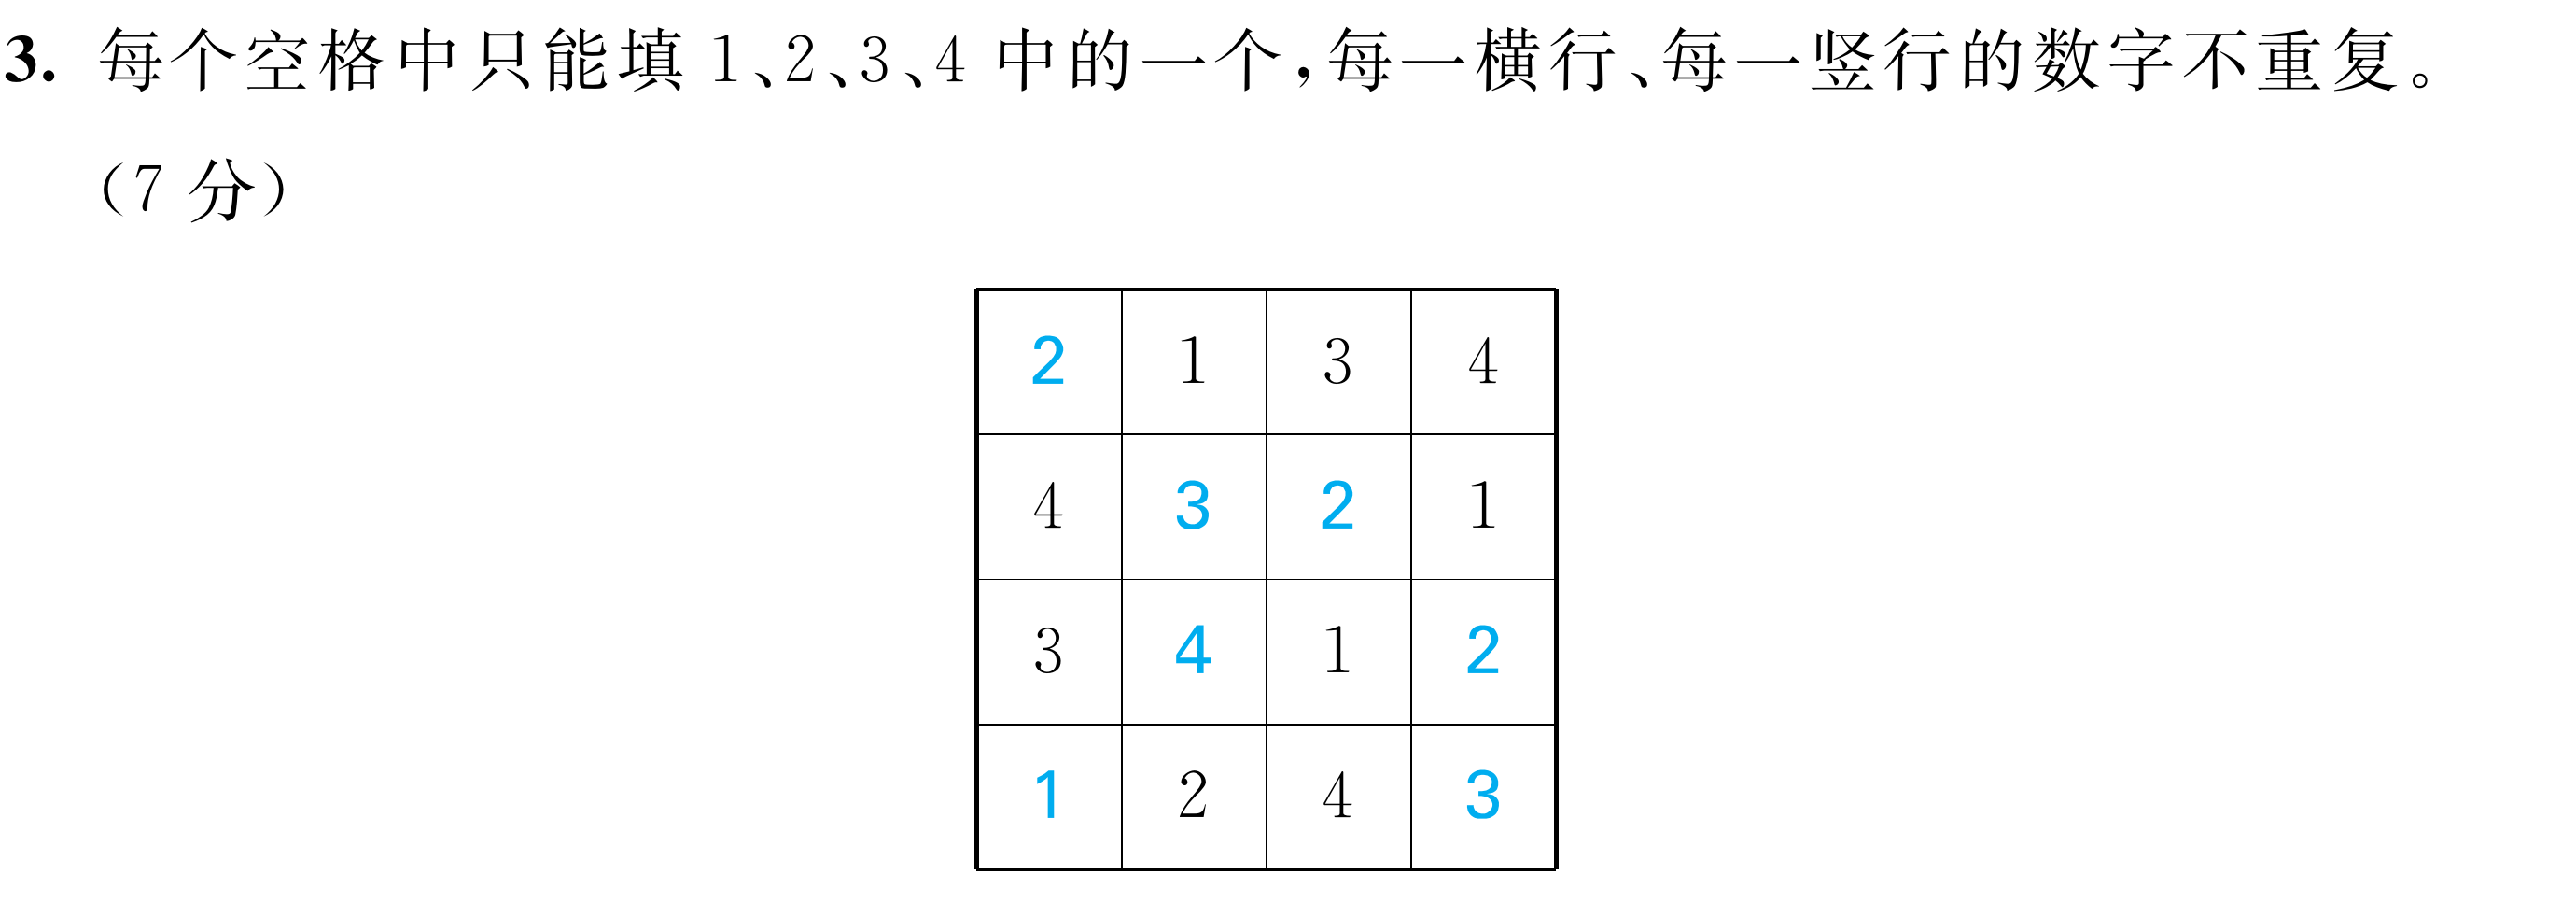 3. 每个空格中只能填 1、2、3、4 中的一个,每一横行、每一竖行的数字不重复。
(7 分)
2 1 3 4
4 3 2 1
3 4 1 2
1 2 4 3